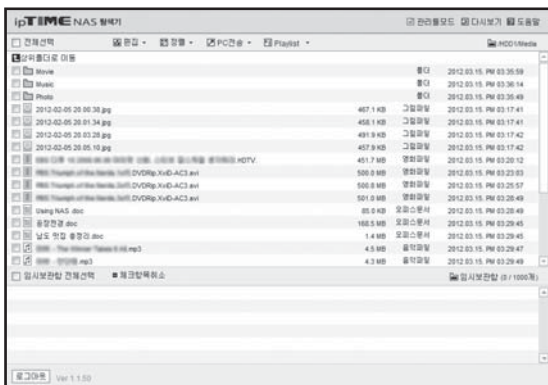 ipTIME NAS 탐색기 관리툴모드 다시보기 도움말
전체선택 편집 정렬 PC전송 Playlist /HDD1/Media
상위폴더로 이동
Movie 폴더 2012.03.15. PM 03:35:59
Music 폴더 2012.03.15. PM 03:36:14
Photo 폴더 2012.03.15. PM 03:35:49
2012-02-05 20.00.38.jpg 467.1 KB 그림파일 2012.03.15. PM 03:17:41
2012-02-05 20.01.34.jpg 458.1 KB 그림파일 2012.03.15. PM 03:17:41
2012-02-05 20.03.28.jpg 491.9 KB 그림파일 2012.03.15. PM 03:17:42
2012-02-05 20.05.10.jpg 457.9 KB 그림파일 2012.03.15. PM 03:17:42
HDTV. 451.7 MB 영화파일 2012.03.15. PM 03:20:12
DVDRip.XviD-AC3.avi 500.0 MB 영화파일 2012.03.15. PM 03:23:03
DVDRip.XviD-AC3.avi 500.8 MB 영화파일 2012.03.15. PM 03:25:57
DVDRip.XviD-AC3.avi 501.0 MB 영화파일 2012.03.15. PM 03:28:49
Using NAS.doc 85.0 KB 오피스문서 2012.03.15. PM 03:28:49
공장전경.doc 168.5 MB 오피스문서 2012.03.15. PM 03:29:45
남도 맛집 총정리.doc 1.4 MB 오피스문서 2012.03.15. PM 03:29:45
.mp3 4.5 MB 음악파일 2012.03.15. PM 03:29:47
.mp3 4.3 MB 음악파일 2012.03.15. PM 03:29:49
임시보관함 전체선택 체크항목취소 임시보관함 (0 / 1000개)
로그아웃 Ver 1.1.50